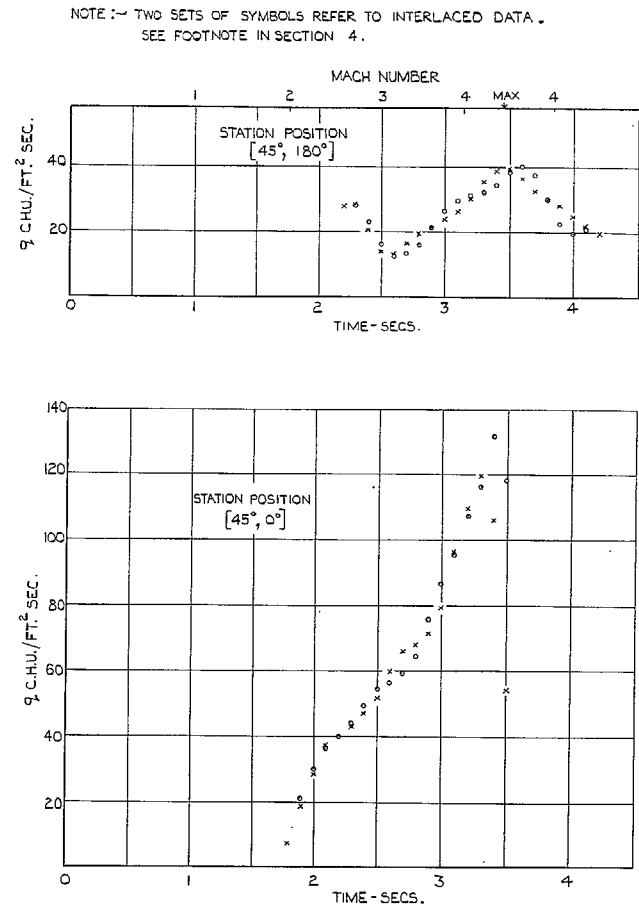 NOTE :- TWO SETS OF SYMBOLS REFER TO INTERLACED DATA.
SEE FOOTNOTE IN SECTION 4.
MACH NUMBER
1 2 3 4 MAX 4
STATION POSITION
[45°, 180°]
q C.H.U./FT.² SEC.
40
20
0 1 2 3 4
TIME-SECS.
140
120
100
80
60
40
20
STATION POSITION
[45°, 0°]
q C.H.U./FT.² SEC.
0 1 2 3 4
TIME-SECS.